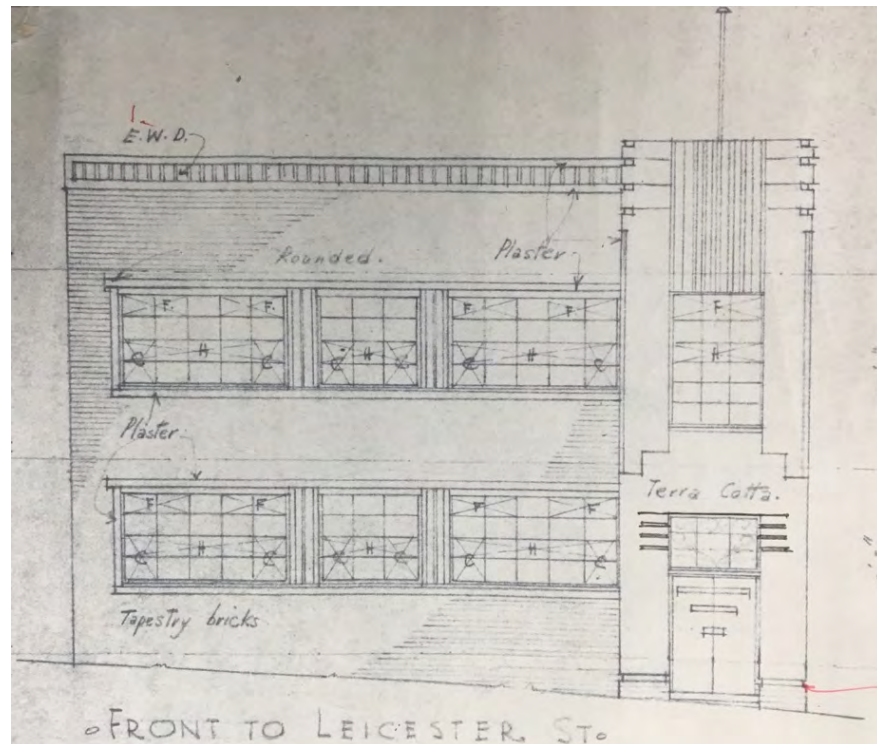 E.W.D.
Rounded.
Plaster
F. F. F. F. F.
C H C C H C C H C H
Plaster
Terra Cotta.
F F F F
C H C C H C C H C
Tapestry bricks
FRONT TO LEICESTER ST.